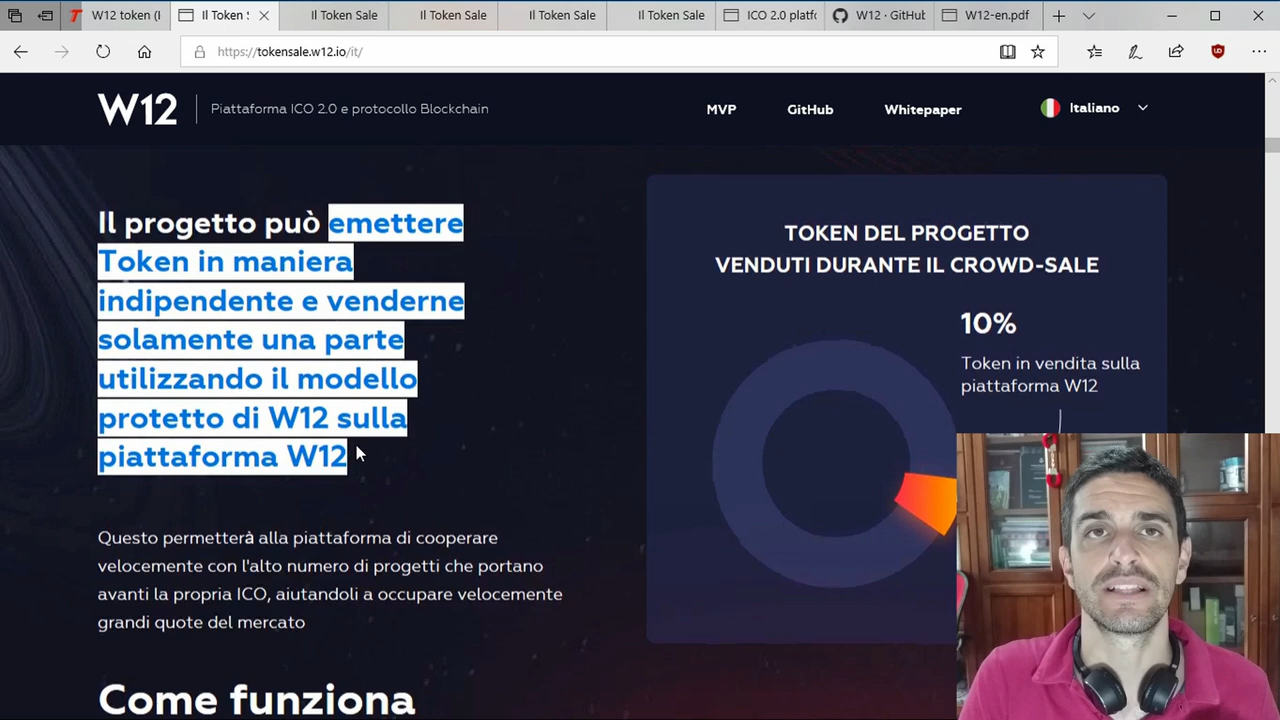 W12 token (I
Il Token S
Il Token Sale
Il Token Sale
Il Token Sale
Il Token Sale
ICO 2.0 platfo
W12 · GitHub
W12-en.pdf
https://tokensale.w12.io/it/
W12
Piattaforma ICO 2.0 e protocollo Blockchain
MVP
GitHub
Whitepaper
Italiano
Il progetto può emettere
Token in maniera
indipendente e venderne
solamente una parte
utilizzando il modello
protetto di W12 sulla
piattaforma W12
Questo permetterà alla piattaforma di cooperare
velocemente con l'alto numero di progetti che portano
avanti la propria ICO, aiutandoli a occupare velocemente
grandi quote del mercato
Come funziona
TOKEN DEL PROGETTO
VENDUTI DURANTE IL CROWD-SALE
10%
Token in vendita sulla
piattaforma W12